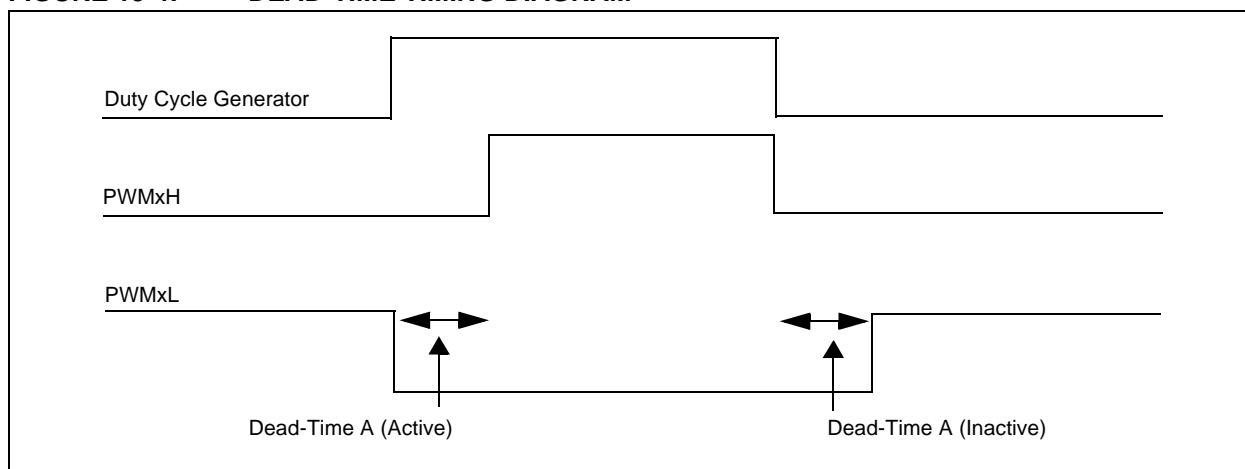 Duty Cycle Generator
PWMxH
PWMxL
Dead-Time A (Active)
Dead-Time A (Inactive)